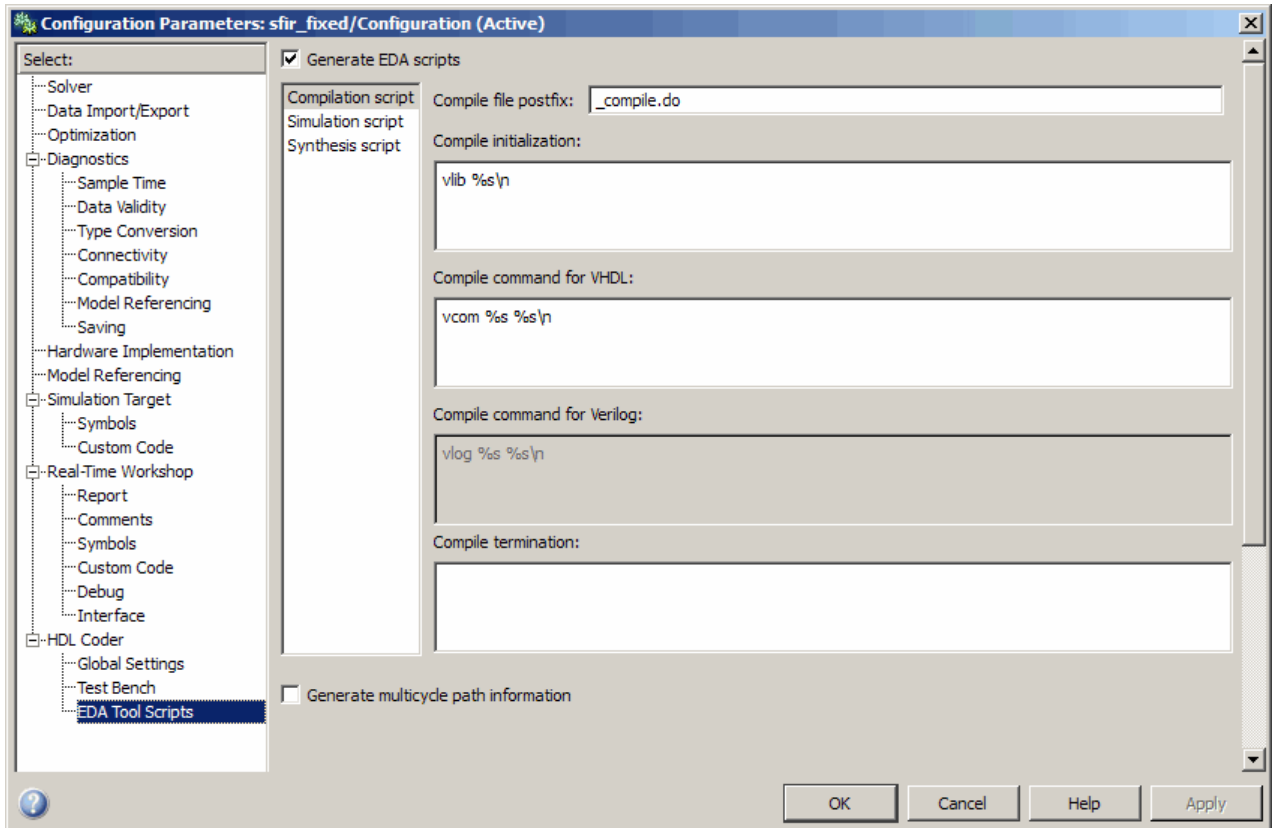 Configuration Parameters: sfir_fixed/Configuration (Active)
Select:
Solver
Data Import/Export
Optimization
Diagnostics
Sample Time
Data Validity
Type Conversion
Connectivity
Compatibility
Model Referencing
Saving
Hardware Implementation
Model Referencing
Simulation Target
Symbols
Custom Code
Real-Time Workshop
Report
Comments
Symbols
Custom Code
Debug
Interface
HDL Coder
Global Settings
Test Bench
EDA Tool Scripts
Generate EDA scripts
Compilation script
Simulation script
Synthesis script
Compile file postfix: _compile.do
Compile initialization:
vlib %s\n
Compile command for VHDL:
vcom %s %s\n
Compile command for Verilog:
vlog %s %s\n
Compile termination:
Generate multicycle path information
OK Cancel Help Apply